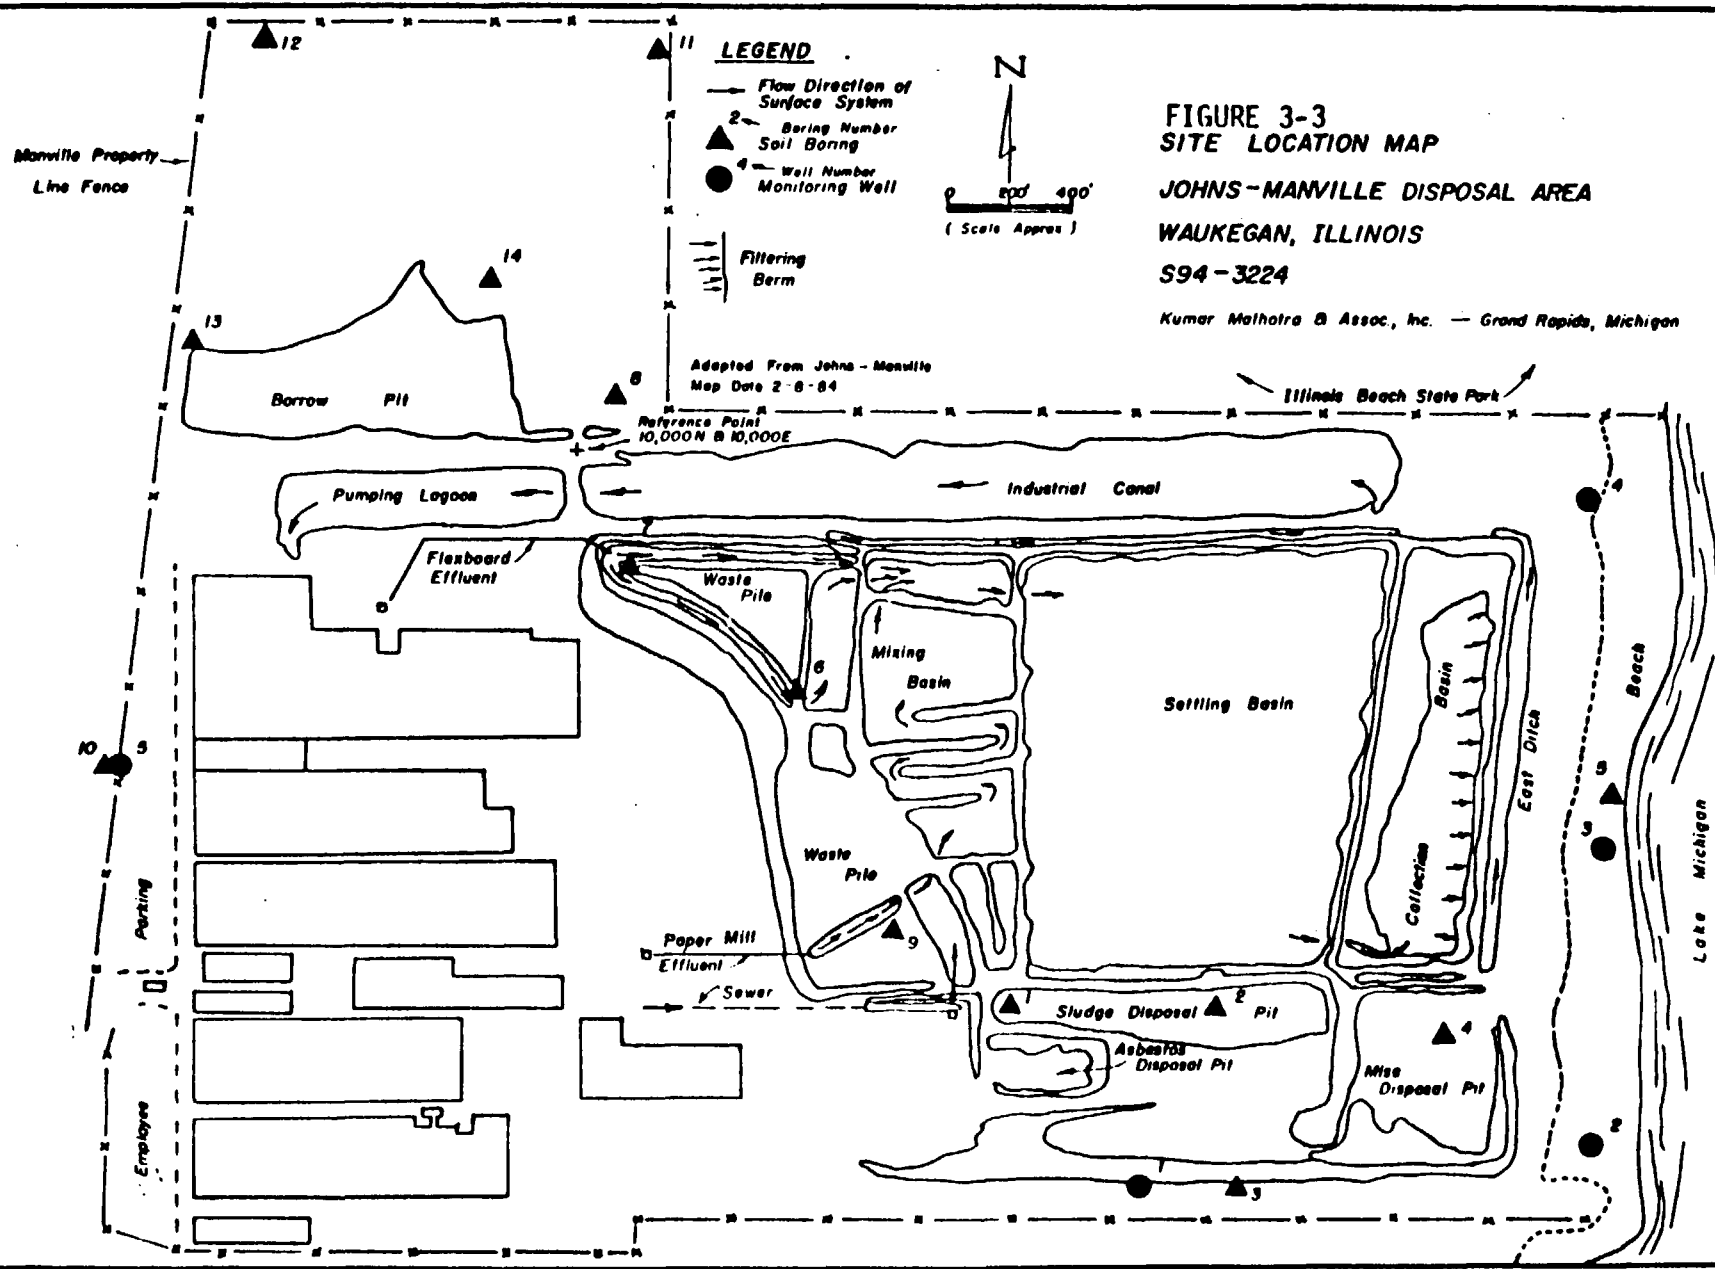 12
11
LEGEND
Flow Direction of
Surface System
2
Boring Number
Soil Boring
4
Well Number
Monitoring Well
Filtering
Berm
N
0 200' 400'
( Scale Approx )
FIGURE 3-3
SITE LOCATION MAP
JOHNS-MANVILLE DISPOSAL AREA
WAUKEGAN, ILLINOIS
S94-3224
Kumar Malhotra & Assoc., Inc. — Grand Rapids, Michigan
Manville Property
Line Fence
14
13
8
Adapted From Johns-Manville
Map Date 2-8-84
Illinois Beach State Park
Borrow Pit
Reference Point
10,000N & 10,000E
Pumping Lagoon
Industrial Canal
4
7
Flexboard
Effluent
Waste
Pile
Mixing
Basin
6
Settling Basin
Collection Basin
East Ditch
Beach
Lake Michigan
10
5
5
3
Waste
Pile
9
Paper Mill
Effluent
Sewer
1
Sludge Disposal Pit
2
4
Asbestos
Disposal Pit
Misc
Disposal Pit
2
1
3
Parking
Employee